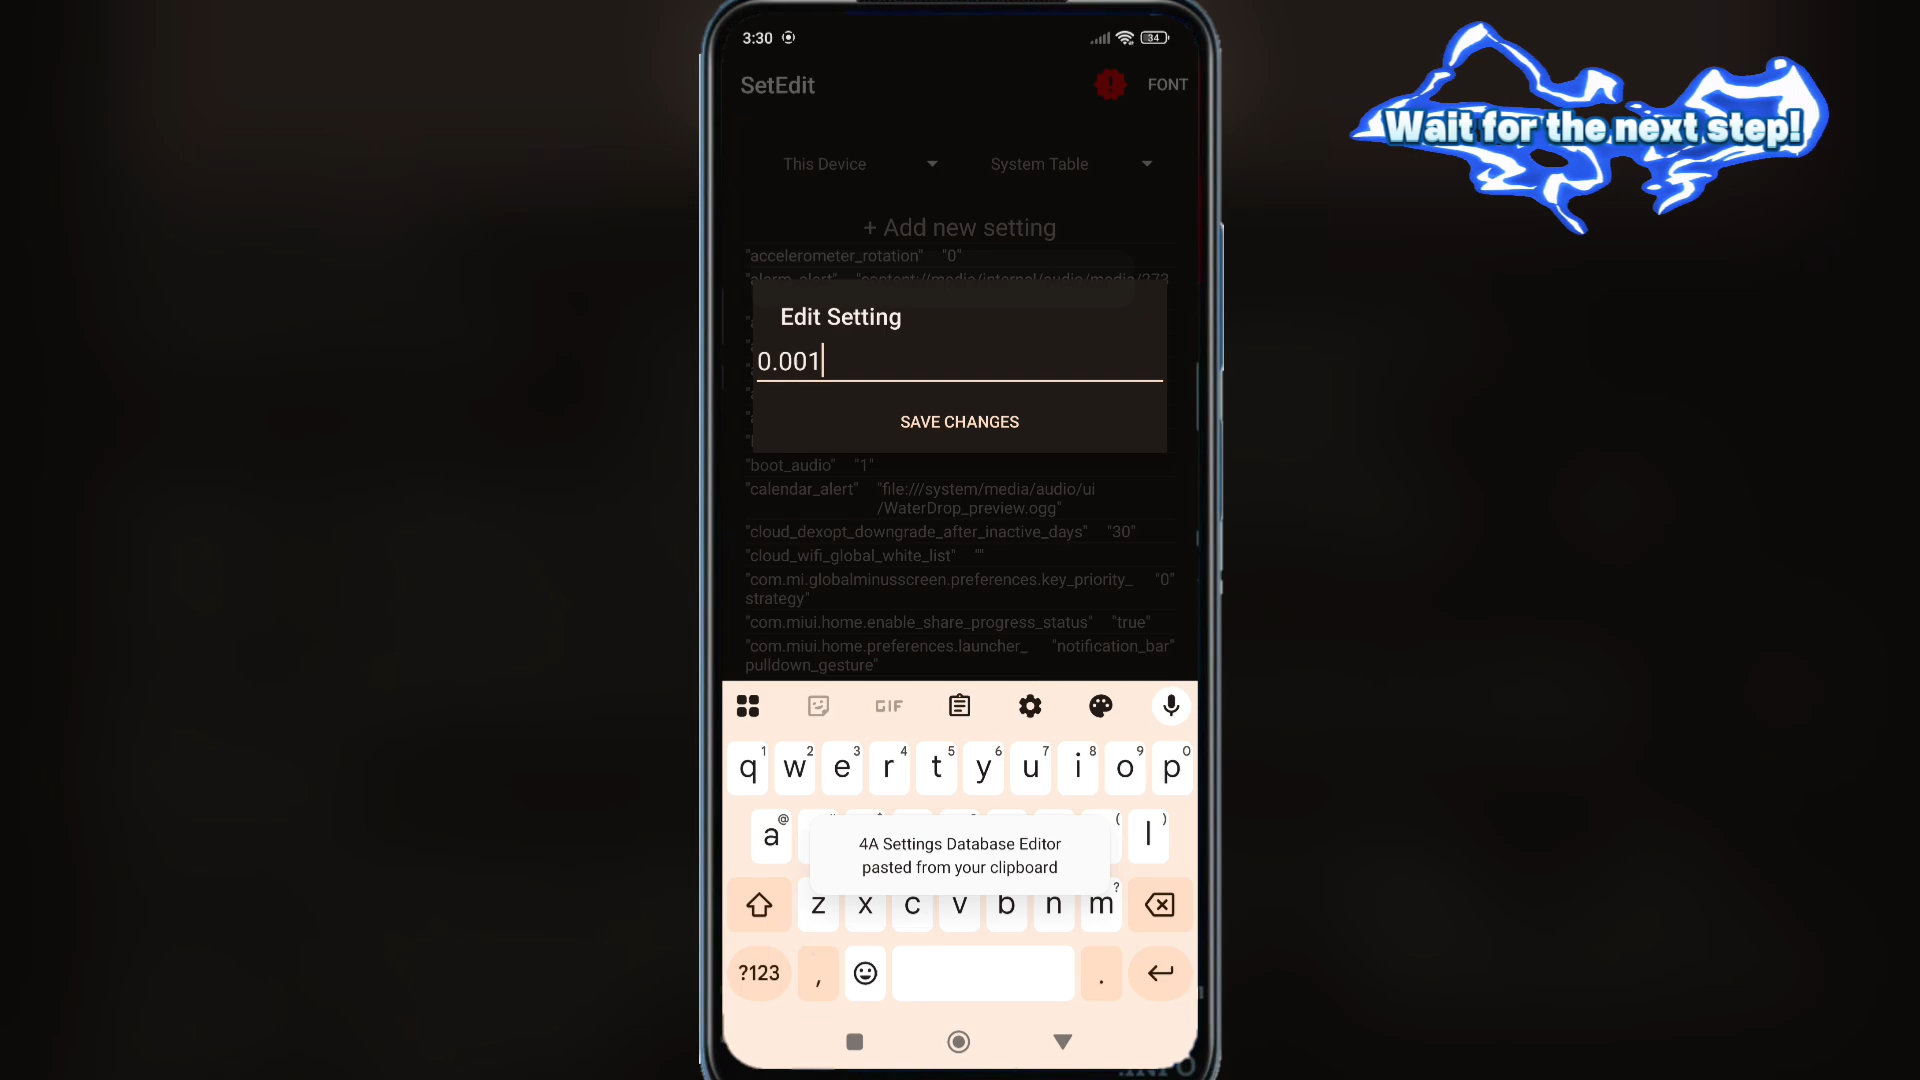 3:30
34
SetEdit
FONT
Wait for the next step!
This Device
System Table
+ Add new setting
"accelerometer_rotation" "0"
"alarm_alert" "content://media/internal/audio/media/273
Edit Setting
0.001
SAVE CHANGES
"boot_audio" "1"
"calendar_alert" "file:///system/media/audio/ui
/WaterDrop_preview.ogg"
"cloud_dexopt_downgrade_after_inactive_days" "30"
"cloud_wifi_global_white_list" ""
"com.mi.globalminusscreen.preferences.key_priority_ "0"
strategy"
"com.miui.home.enable_share_progress_status" "true"
"com.miui.home.preferences.launcher_ "notification_bar"
pulldown_gesture"
GIF
1 2 3 4 5 6 7 8 9 0
q w e r t y u i o p
@ ( )
a l
4A Settings Database Editor
pasted from your clipboard
?
z x c v b n m
?123 , .